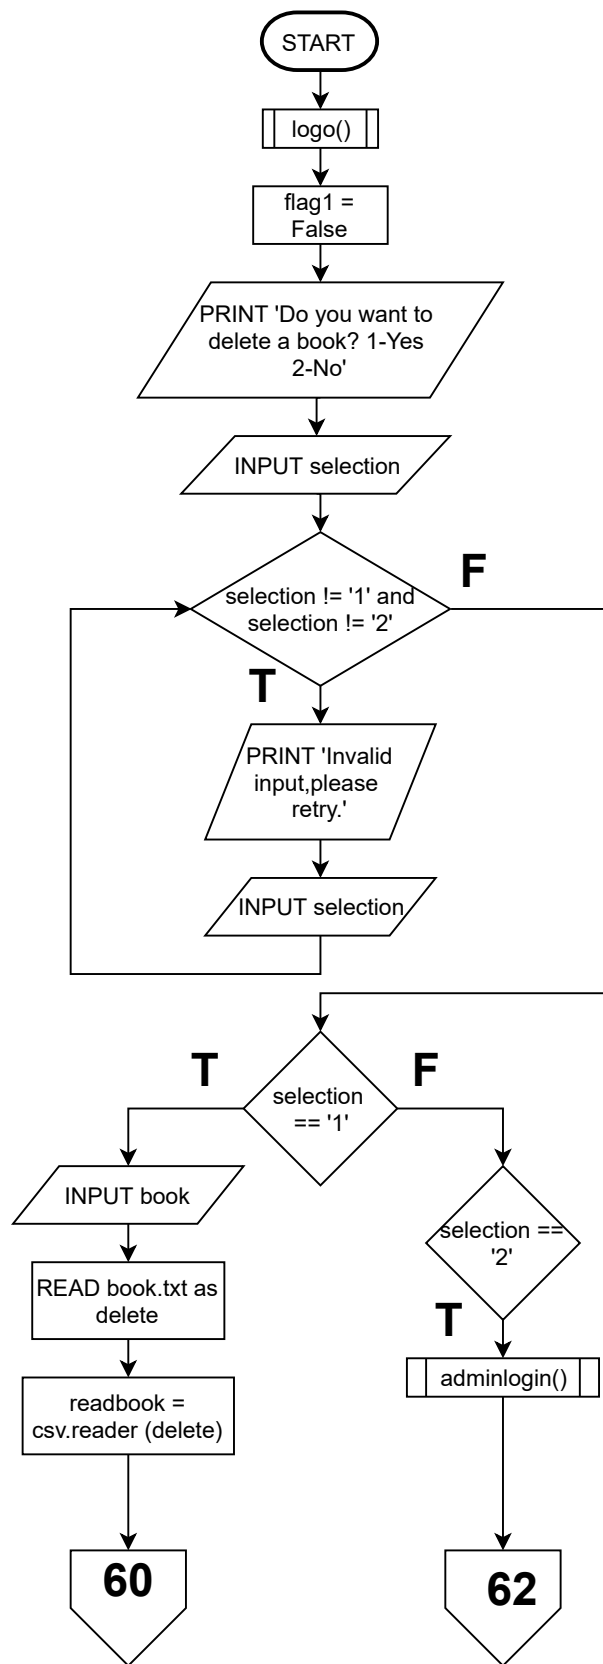 START
logo()
flag1 =
False
PRINT 'Do you want to
delete a book? 1-Yes
2-No'
INPUT selection
F
selection != '1' and
selection != '2'
T
PRINT 'Invalid
input,please
retry.'
INPUT selection
T
F
selection
== '1'
INPUT book
selection ==
'2'
READ book.txt as
delete
T
adminlogin()
readbook =
csv.reader (delete)
60
62